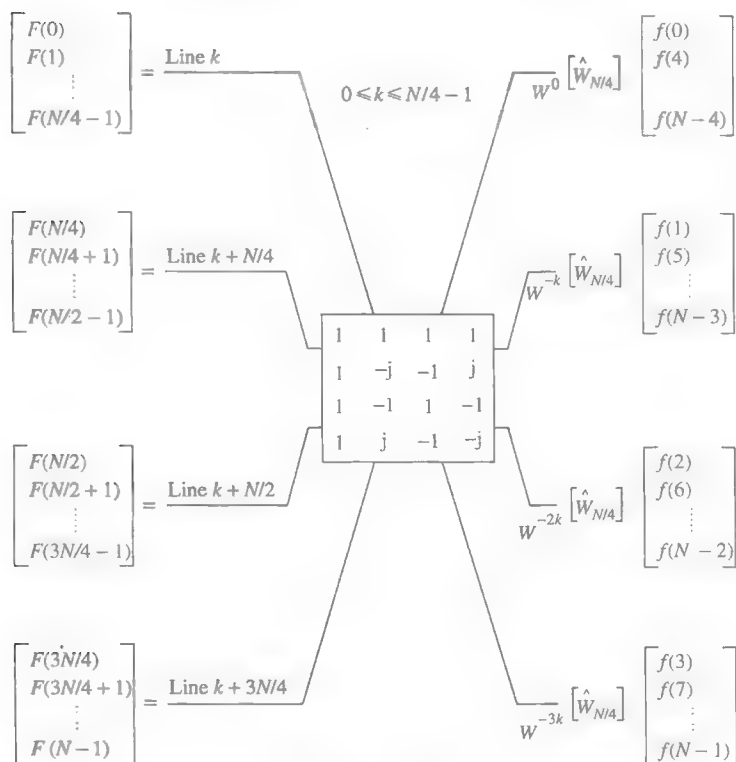 F(0) = Line k 0 ⩽ k ⩽ N/4 − 1 W^0 [Ŵ_{N/4}] f(0)
F(1) f(4)
⋮
F(N/4 − 1) f(N − 4)
F(N/4) = Line k + N/4 W^{−k} [Ŵ_{N/4}] f(1)
F(N/4 + 1) f(5)
⋮ ⋮
F(N/2 − 1) f(N − 3)
1 1 1 1
1 −j −1 j
1 −1 1 −1
1 j −1 −j
F(N/2) = Line k + N/2 W^{−2k} [Ŵ_{N/4}] f(2)
F(N/2 + 1) f(6)
⋮ ⋮
F(3N/4 − 1) f(N − 2)
F(3N/4) = Line k + 3N/4 W^{−3k} [Ŵ_{N/4}] f(3)
F(3N/4 + 1) f(7)
⋮ ⋮
F(N − 1) f(N − 1)